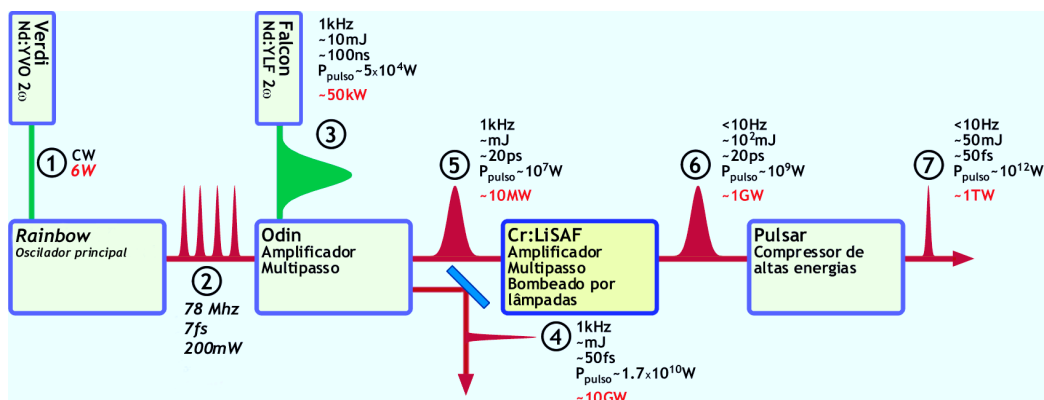 Verdi
Nd:YVO 2ω
Falcon
Nd:YLF 2ω
1kHz
~10mJ
~100ns
Ppulso~5x10⁴W
~50kW
① CW
6W
③
Rainbow
Oscilador principal
②
78 Mhz
7fs
200mW
Odin
Amplificador
Multipasso
1kHz
~mJ
~20ps
Ppulso~10⁷W
~10MW
⑤
④
1kHz
~mJ
~50fs
Ppulso~1.7x10¹⁰W
~10GW
Cr:LiSAF
Amplificador
Multipasso
Bombeado por
lâmpadas
⑥
<10Hz
~10²mJ
~20ps
Ppulso~10⁹W
~1GW
Pulsar
Compressor de
altas energias
⑦
<10Hz
~50mJ
~50fs
Ppulso~10¹²W
~1TW